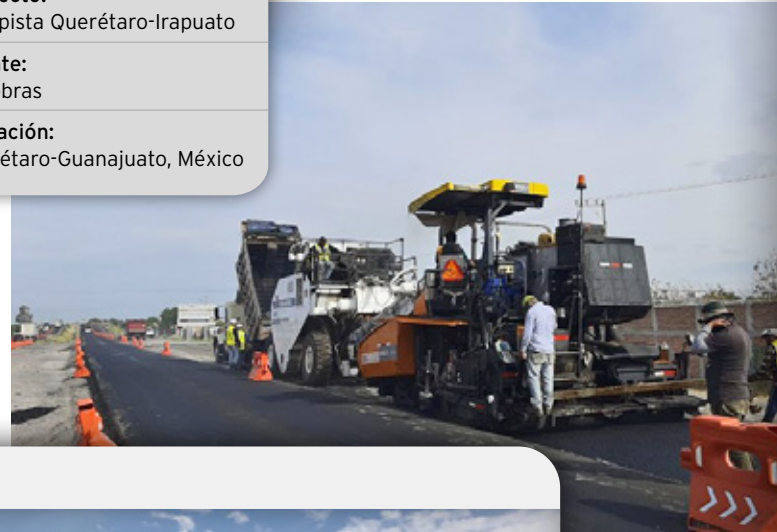 pista Querétaro-Irapuato
te:
bras
ación:
étaro-Guanajuato, México